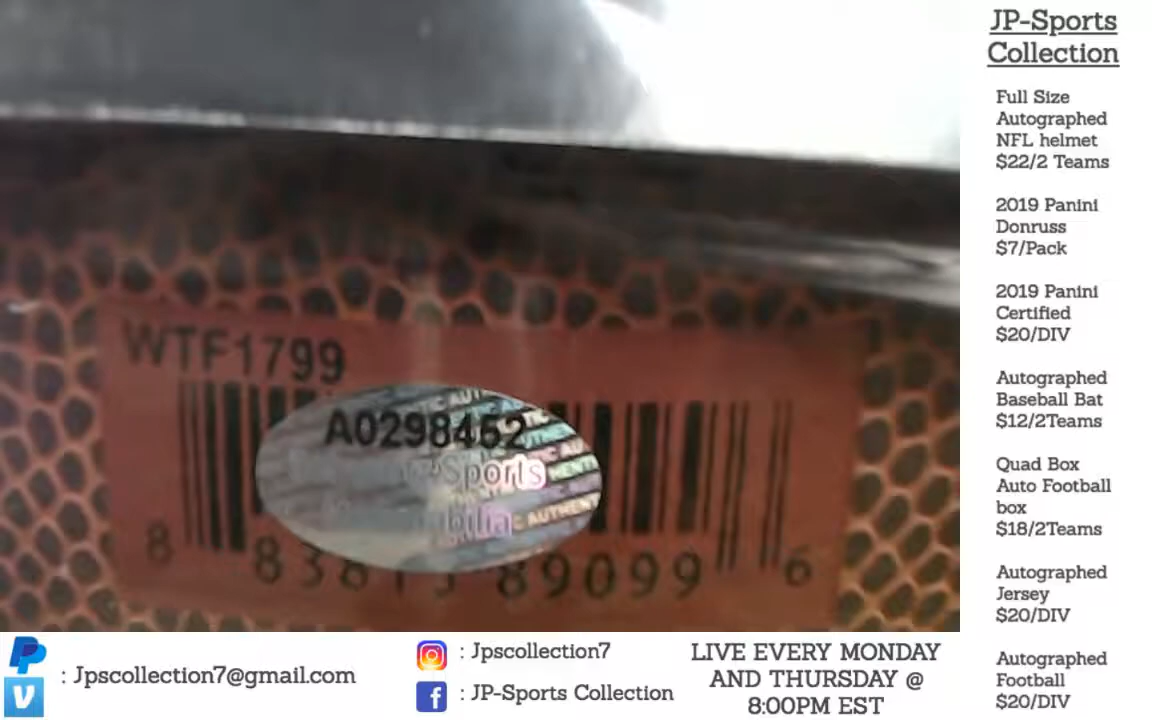 JP-Sports
Collection
Full Size
Autographed
NFL helmet
$22/2 Teams
2019 Panini
Donruss
$7/Pack
2019 Panini
Certified
$20/DIV
Autographed
Baseball Bat
$12/2Teams
Quad Box
Auto Football
box
$18/2Teams
Autographed
Jersey
$20/DIV
Autographed
Football
$20/DIV
WTF1799
A0298462
Sports
AUTHENT
8
89099
6
: Jpscollection7@gmail.com
: Jpscollection7
: JP-Sports Collection
LIVE EVERY MONDAY
AND THURSDAY @
8:00PM EST